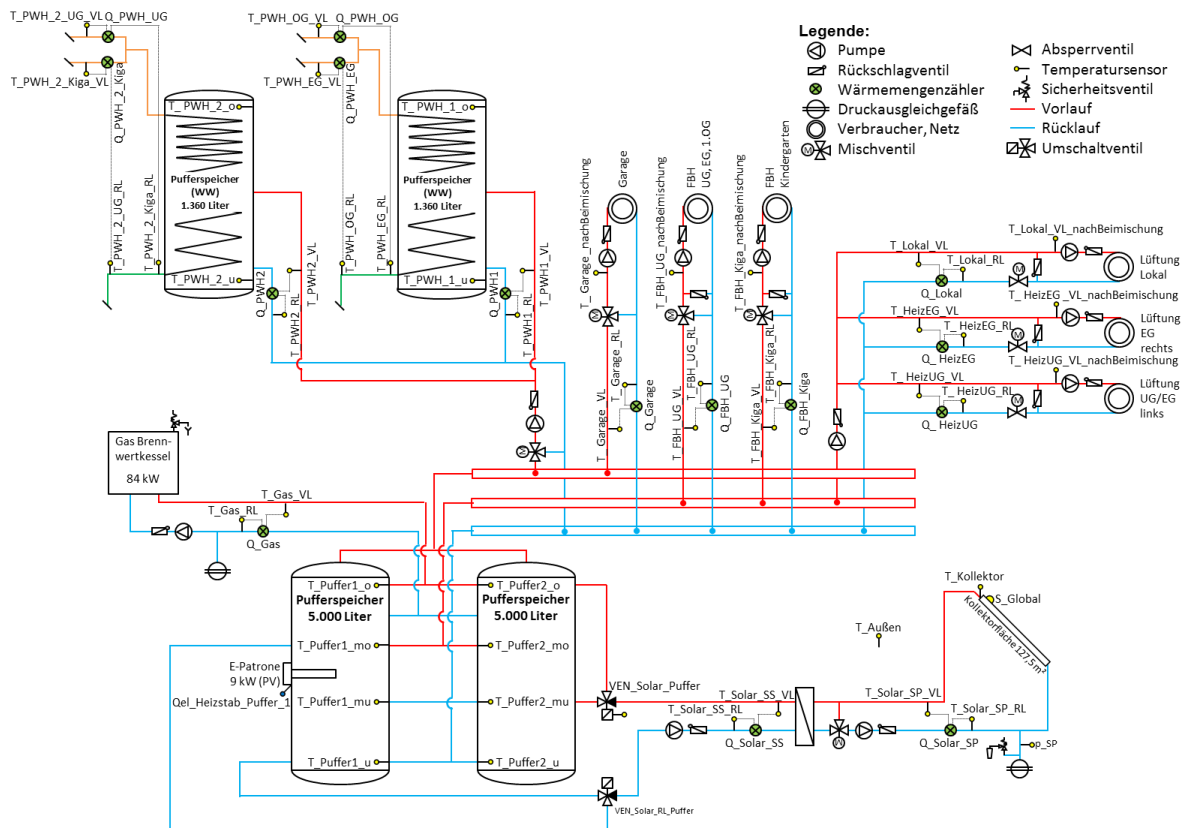 T_PWH_2_UG_VL
Q_PWH_UG
T_PWH_2_Kiga_VL
Q_PWH_2_Kiga
T_PWH_2_UG_RL
T_PWH_2_Kiga_RL
T_PWH_2_o
Pufferspeicher
(WW)
1.360 Liter
T_PWH_2_u
Q_PWH2
T_PWH2_VL
T_PWH2_RL
T_PWH_OG_VL
Q_PWH_OG
T_PWH_EG_VL
Q_PWH_EG
T_PWH_OG_RL
T_PWH_EG_RL
T_PWH_1_o
Pufferspeicher
(WW)
1.360 Liter
T_PWH_1_u
Q_PWH1
T_PWH1_VL
T_PWH1_RL
Legende:
Pumpe
Rückschlagventil
Wärmemengenzähler
Druckausgleichgefäß
Verbraucher, Netz
M
Mischventil
Absperrventil
Temperatursensor
Sicherheitsventil
Vorlauf
Rücklauf
Umschaltventil
Garage
T_Garage_nachBeimischung
M
T_Garage_RL
T_Garage_VL
Q_Garage
FBH
UG, EG, 1.OG
T_FBH_UG_nachBeimischung
M
T_FBH_UG_RL
T_FBH_UG_VL
Q_FBH_UG
FBH
Kindergarten
T_FBH_Kiga_nachBeimischung
M
T_FBH_Kiga_RL
T_FBH_Kiga_VL
Q_FBH_Kiga
T_Lokal_VL_nachBeimischung
T_Lokal_VL
T_Lokal_RL
M
Q_Lokal
Lüftung
Lokal
T_HeizEG_VL_nachBeimischung
T_HeizEG_VL
T_HeizEG_RL
M
Q_HeizEG
Lüftung
EG
rechts
T_HeizUG_VL_nachBeimischung
T_HeizUG_VL
T_HeizUG_RL
M
Q_HeizUG
Lüftung
UG/EG
links
M
Gas Brenn-
wertkessel
84 kW
T_Gas_VL
T_Gas_RL
Q_Gas
T_Puffer1_o
Pufferspeicher
5.000 Liter
T_Puffer1_mo
T_Puffer1_mu
T_Puffer1_u
E-Patrone
9 kW (PV)
Qel_Heizstab_Puffer_1
T_Puffer2_o
Pufferspeicher
5.000 Liter
T_Puffer2_mo
T_Puffer2_mu
T_Puffer2_u
VEN_Solar_Puffer
T_Solar_SS_VL
T_Solar_SS_RL
Q_Solar_SS
M
T_Solar_SP_VL
T_Solar_SP_RL
Q_Solar_SP
p_SP
T_Außen
T_Kollektor
S_Global
Kollektorfläche 127,5 m²
VEN_Solar_RL_Puffer